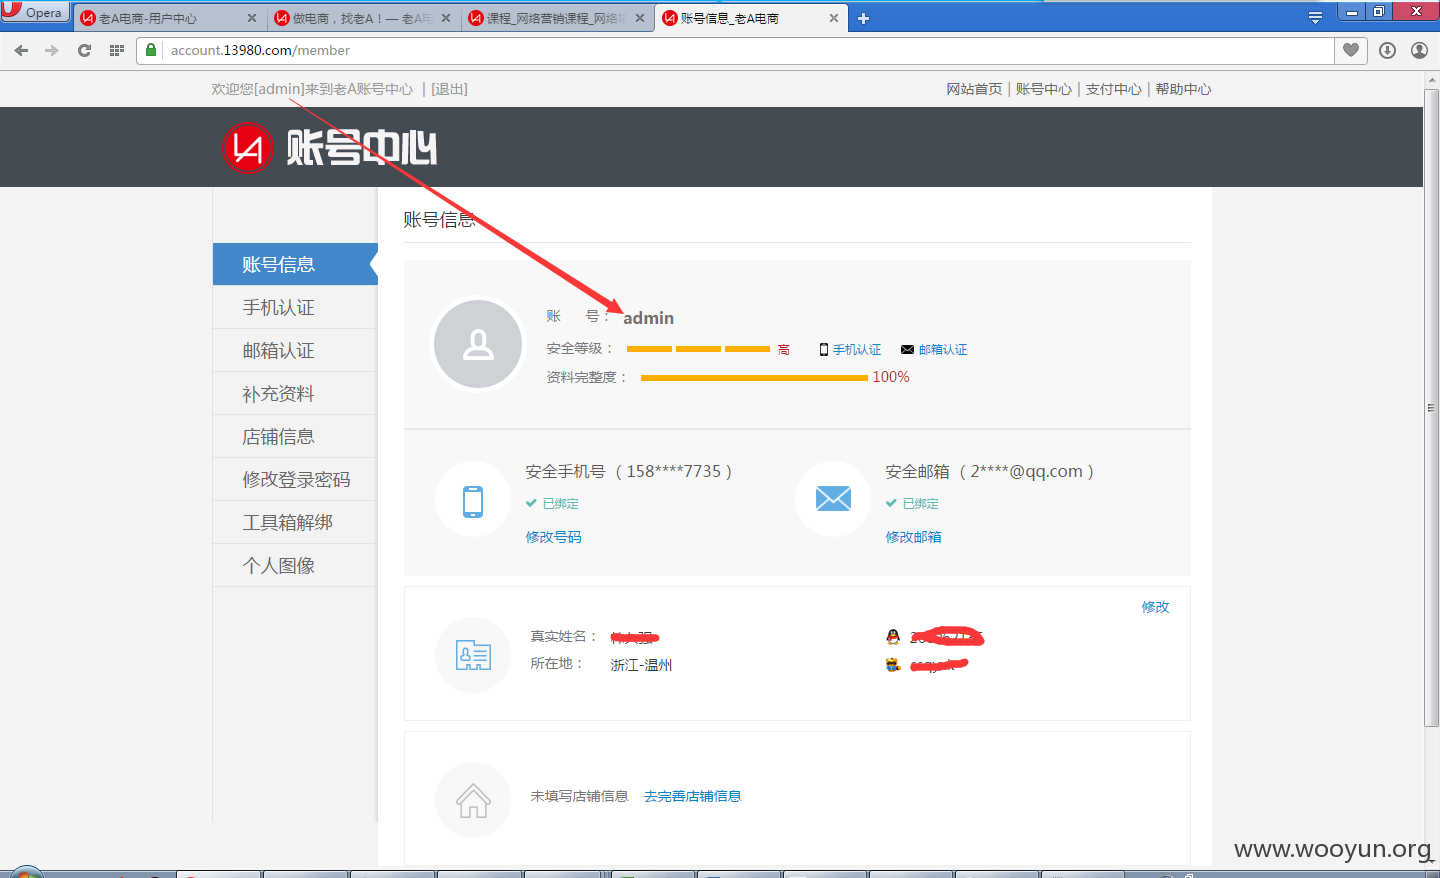 Opera
老A电商-用户中心
做电商，找老A！— 老A电
课程_网络营销课程_网络
账号信息_老A电商
account.13980.com/member
欢迎您[admin]来到老A账号中心 | [退出]
网站首页 | 账号中心 | 支付中心 | 帮助中心
账号中心
账号信息
手机认证
邮箱认证
补充资料
店铺信息
修改登录密码
工具箱解绑
个人图像
账号信息
账 号： admin
安全等级： 高 手机认证 邮箱认证
资料完整度： 100%
安全手机号（158****7735）
已绑定
修改号码
安全邮箱（2****@qq.com）
已绑定
修改邮箱
修改
真实姓名：
所在地： 浙江-温州
未填写店铺信息 去完善店铺信息
www.wooyun.org